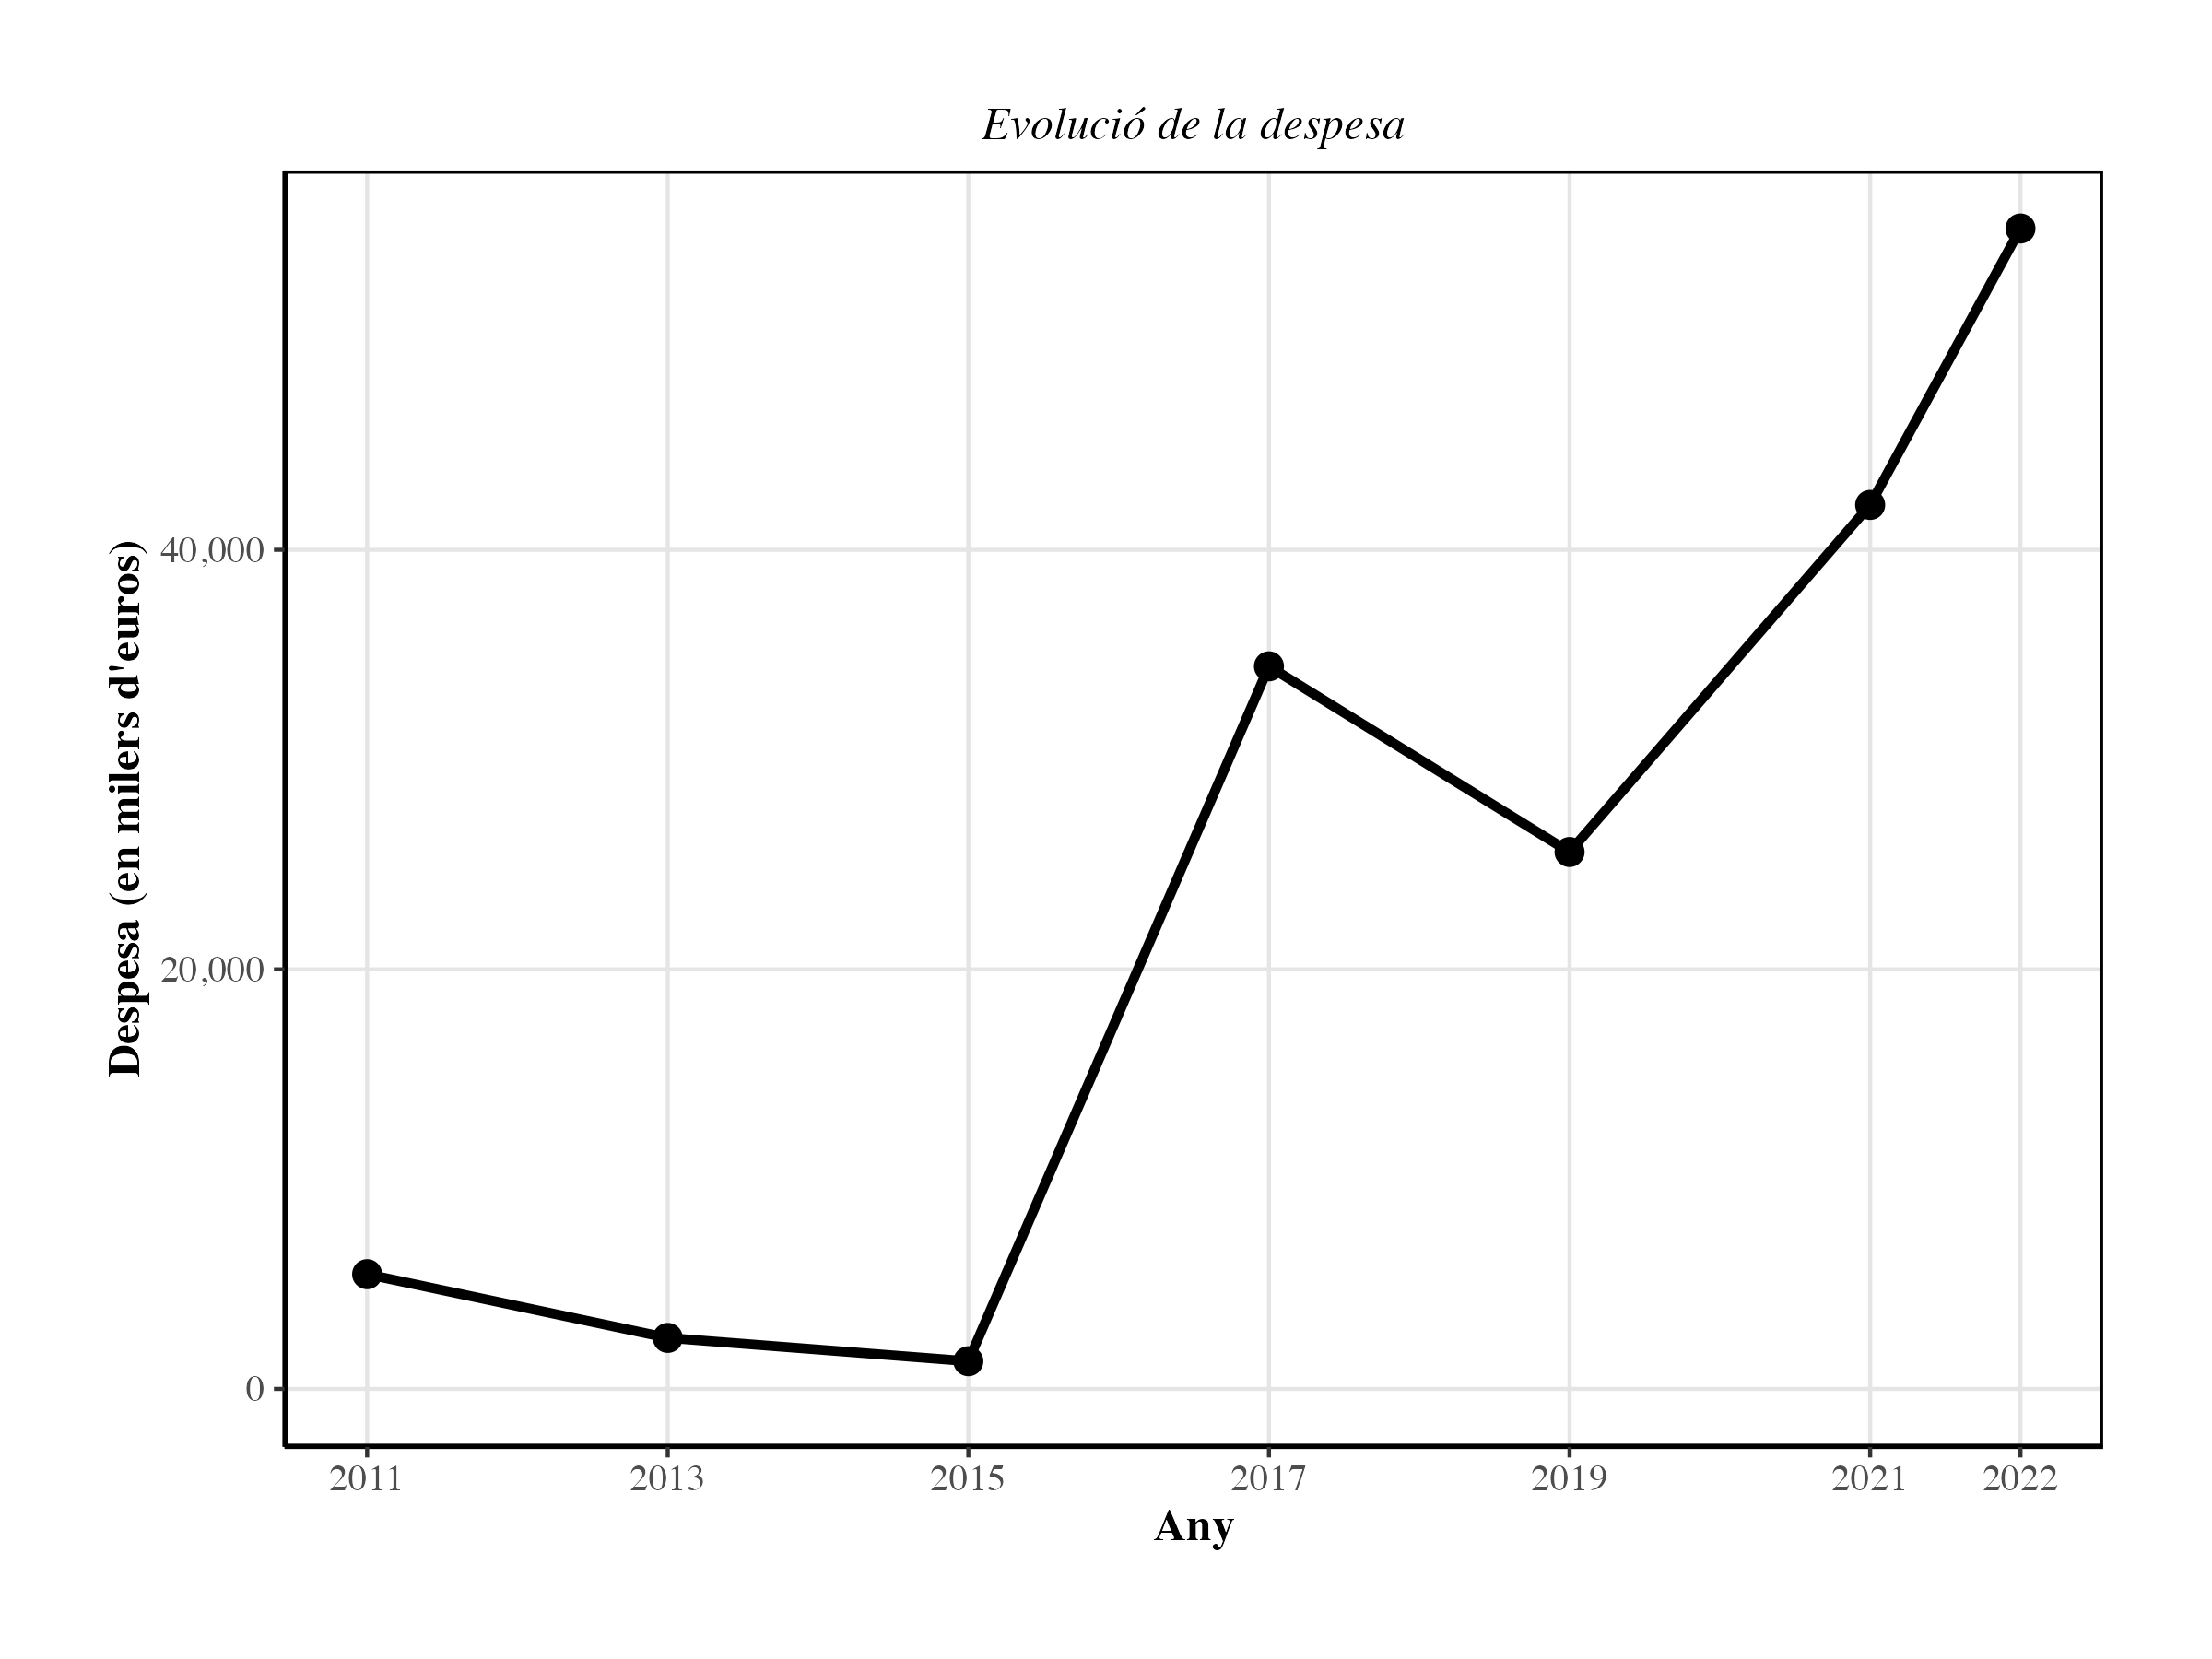 Evolució de la despesa
Despesa (en milers d'euros)
40,000
20,000
0
2011 2013 2015 2017 2019 2021 2022
Any